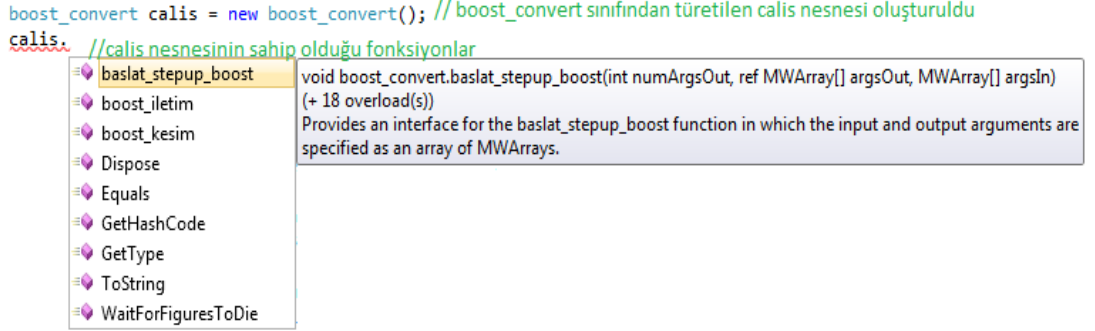 boost_convert calis = new boost_convert(); // boost_convert sınıfından türetilen calis nesnesi oluşturuldu
calis.
//calis nesnesinin sahip olduğu fonksiyonlar
baslat_stepup_boost
boost_iletim
boost_kesim
Dispose
Equals
GetHashCode
GetType
ToString
WaitForFiguresToDie
void boost_convert.baslat_stepup_boost(int numArgsOut, ref MWArray[] argsOut, MWArray[] argsIn)
(+ 18 overload(s))
Provides an interface for the baslat_stepup_boost function in which the input and output arguments are
specified as an array of MWArrays.